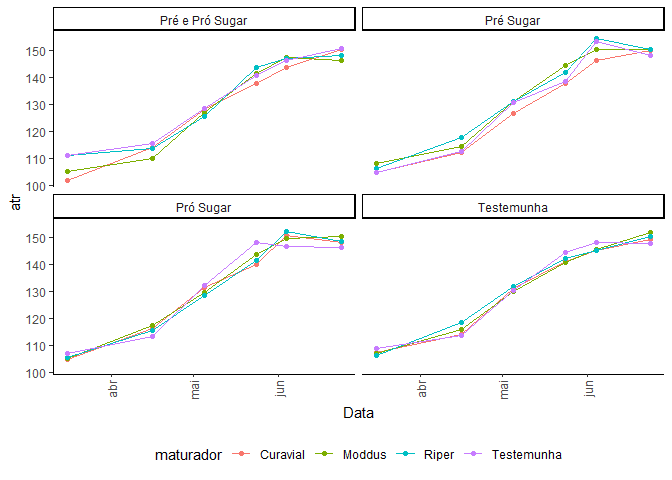 Pré e Pró Sugar
Pré Sugar
150
140
130
120
110
100
atr
Pró Sugar
Testemunha
150
140
130
120
110
100
abr
mai
jun
abr
mai
jun
Data
maturador
Curavial
Moddus
Riper
Testemunha